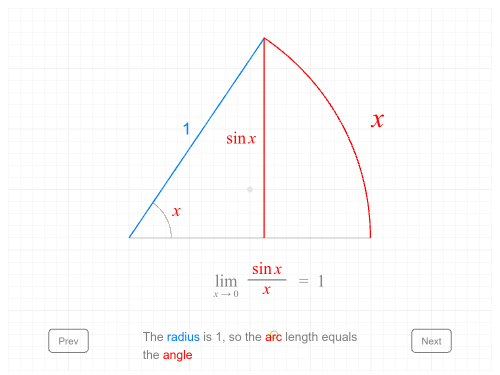 1
sin x
x
x
lim x → 0 sin x / x = 1
Prev
The radius is 1, so the arc length equals
the angle
Next